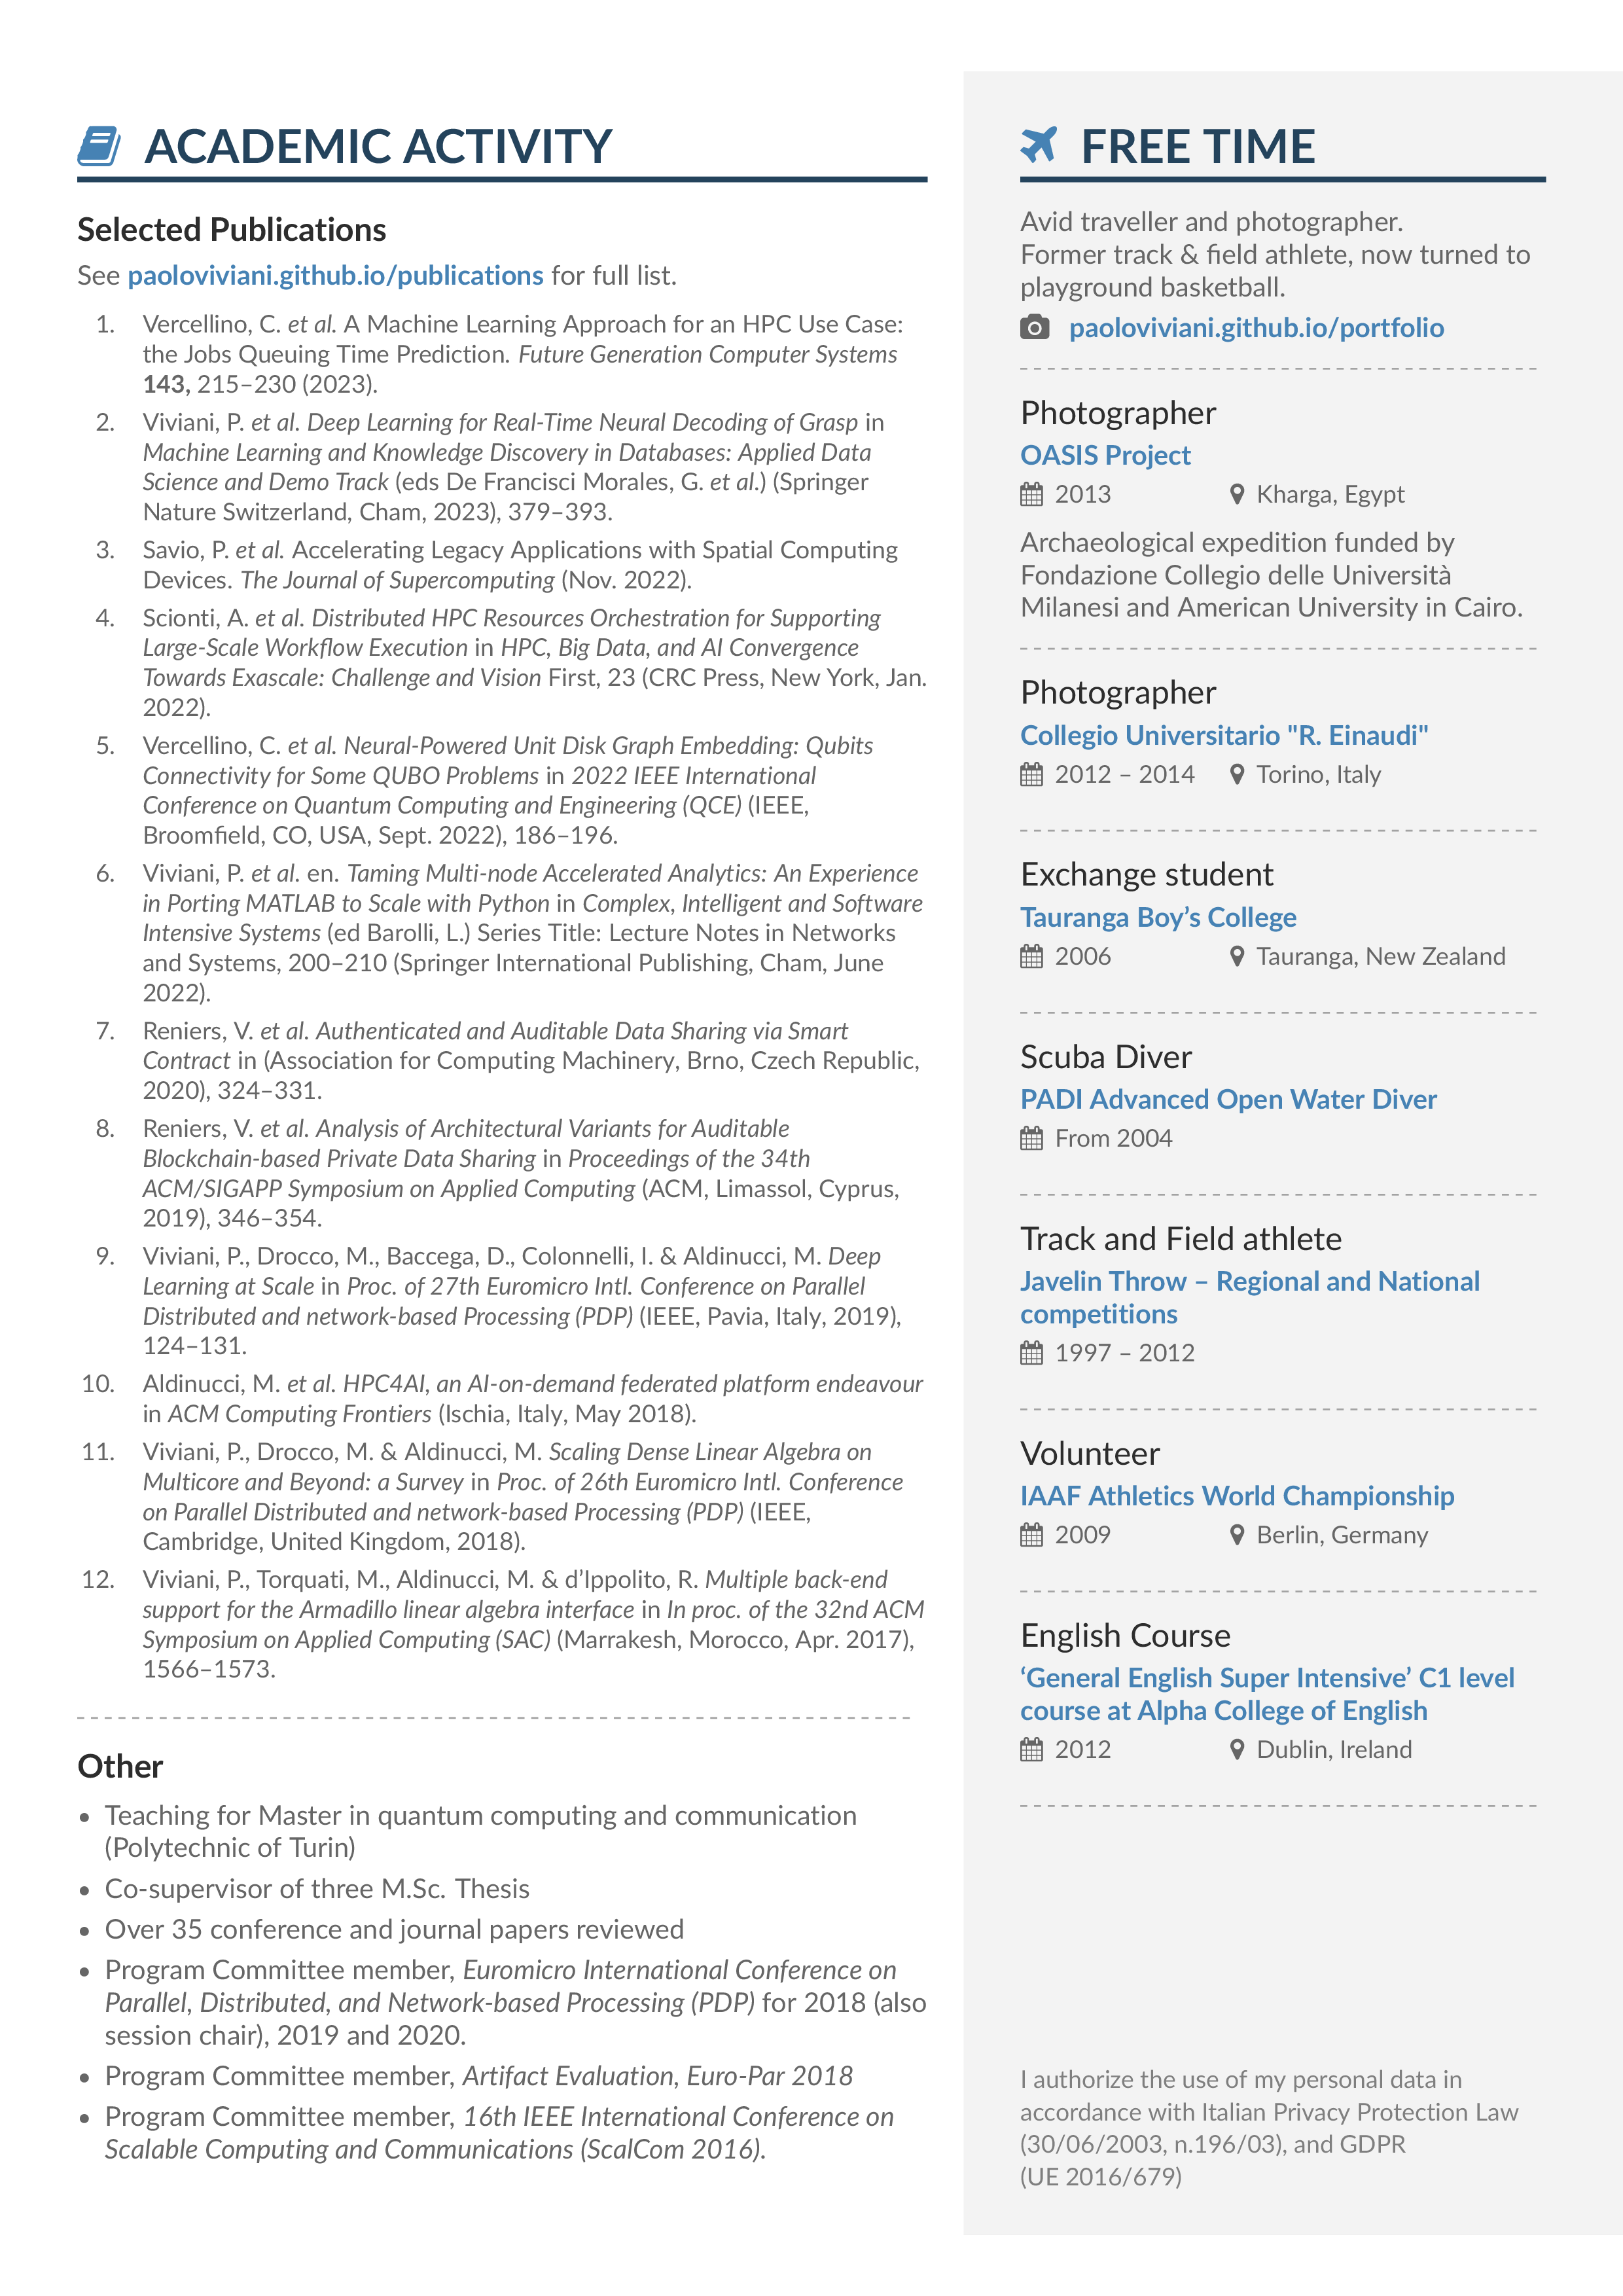 ACADEMIC ACTIVITY
Selected Publications
See paoloviviani.github.io/publications for full list.
1. Vercellino, C. et al. A Machine Learning Approach for an HPC Use Case:
the Jobs Queuing Time Prediction. Future Generation Computer Systems
143, 215–230 (2023).
2. Viviani, P. et al. Deep Learning for Real-Time Neural Decoding of Grasp in
Machine Learning and Knowledge Discovery in Databases: Applied Data
Science and Demo Track (eds De Francisci Morales, G. et al.) (Springer
Nature Switzerland, Cham, 2023), 379–393.
3. Savio, P. et al. Accelerating Legacy Applications with Spatial Computing
Devices. The Journal of Supercomputing (Nov. 2022).
4. Scionti, A. et al. Distributed HPC Resources Orchestration for Supporting
Large-Scale Workflow Execution in HPC, Big Data, and AI Convergence
Towards Exascale: Challenge and Vision First, 23 (CRC Press, New York, Jan.
2022).
5. Vercellino, C. et al. Neural-Powered Unit Disk Graph Embedding: Qubits
Connectivity for Some QUBO Problems in 2022 IEEE International
Conference on Quantum Computing and Engineering (QCE) (IEEE,
Broomfield, CO, USA, Sept. 2022), 186–196.
6. Viviani, P. et al. en. Taming Multi-node Accelerated Analytics: An Experience
in Porting MATLAB to Scale with Python in Complex, Intelligent and Software
Intensive Systems (ed Barolli, L.) Series Title: Lecture Notes in Networks
and Systems, 200–210 (Springer International Publishing, Cham, June
2022).
7. Reniers, V. et al. Authenticated and Auditable Data Sharing via Smart
Contract in (Association for Computing Machinery, Brno, Czech Republic,
2020), 324–331.
8. Reniers, V. et al. Analysis of Architectural Variants for Auditable
Blockchain-based Private Data Sharing in Proceedings of the 34th
ACM/SIGAPP Symposium on Applied Computing (ACM, Limassol, Cyprus,
2019), 346–354.
9. Viviani, P., Drocco, M., Baccega, D., Colonnelli, I. & Aldinucci, M. Deep
Learning at Scale in Proc. of 27th Euromicro Intl. Conference on Parallel
Distributed and network-based Processing (PDP) (IEEE, Pavia, Italy, 2019),
124–131.
10. Aldinucci, M. et al. HPC4AI, an AI-on-demand federated platform endeavour
in ACM Computing Frontiers (Ischia, Italy, May 2018).
11. Viviani, P., Drocco, M. & Aldinucci, M. Scaling Dense Linear Algebra on
Multicore and Beyond: a Survey in Proc. of 26th Euromicro Intl. Conference
on Parallel Distributed and network-based Processing (PDP) (IEEE,
Cambridge, United Kingdom, 2018).
12. Viviani, P., Torquati, M., Aldinucci, M. & d’Ippolito, R. Multiple back-end
support for the Armadillo linear algebra interface in In proc. of the 32nd ACM
Symposium on Applied Computing (SAC) (Marrakesh, Morocco, Apr. 2017),
1566–1573.
Other
• Teaching for Master in quantum computing and communication
(Polytechnic of Turin)
• Co-supervisor of three M.Sc. Thesis
• Over 35 conference and journal papers reviewed
• Program Committee member, Euromicro International Conference on
Parallel, Distributed, and Network-based Processing (PDP) for 2018 (also
session chair), 2019 and 2020.
• Program Committee member, Artifact Evaluation, Euro-Par 2018
• Program Committee member, 16th IEEE International Conference on
Scalable Computing and Communications (ScalCom 2016).
FREE TIME
Avid traveller and photographer.
Former track & field athlete, now turned to
playground basketball.
paoloviviani.github.io/portfolio
Photographer
OASIS Project
2013 Kharga, Egypt
Archaeological expedition funded by
Fondazione Collegio delle Università
Milanesi and American University in Cairo.
Photographer
Collegio Universitario "R. Einaudi"
2012 – 2014 Torino, Italy
Exchange student
Tauranga Boy’s College
2006 Tauranga, New Zealand
Scuba Diver
PADI Advanced Open Water Diver
From 2004
Track and Field athlete
Javelin Throw – Regional and National
competitions
1997 – 2012
Volunteer
IAAF Athletics World Championship
2009 Berlin, Germany
English Course
‘General English Super Intensive’ C1 level
course at Alpha College of English
2012 Dublin, Ireland
I authorize the use of my personal data in
accordance with Italian Privacy Protection Law
(30/06/2003, n.196/03), and GDPR
(UE 2016/679)